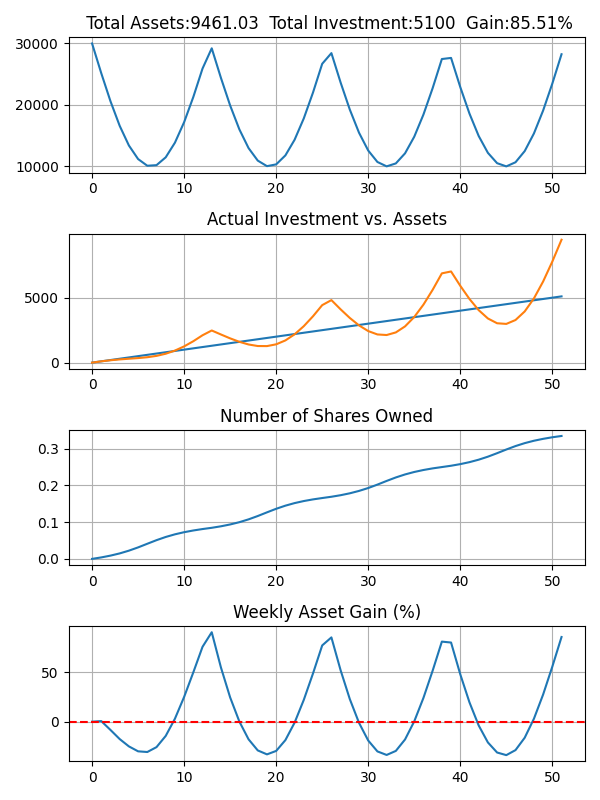 Total Assets:9461.03  Total Investment:5100  Gain:85.51%
30000
20000
10000
0 10 20 30 40 50
Actual Investment vs. Assets
5000
0
0 10 20 30 40 50
Number of Shares Owned
0.3
0.2
0.1
0.0
0 10 20 30 40 50
Weekly Asset Gain (%)
50
0
0 10 20 30 40 50